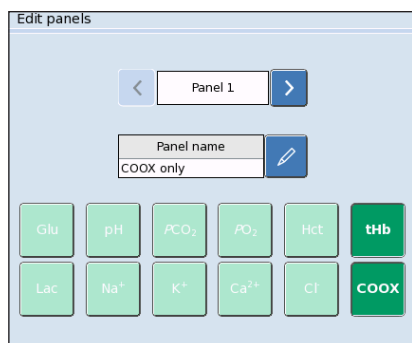 Edit panels
Panel 1
Panel name
COOX only
Glu pH PCO₂ PO₂ Hct tHb
Lac Na⁺ K⁺ Ca²⁺ Cl⁻ COOX